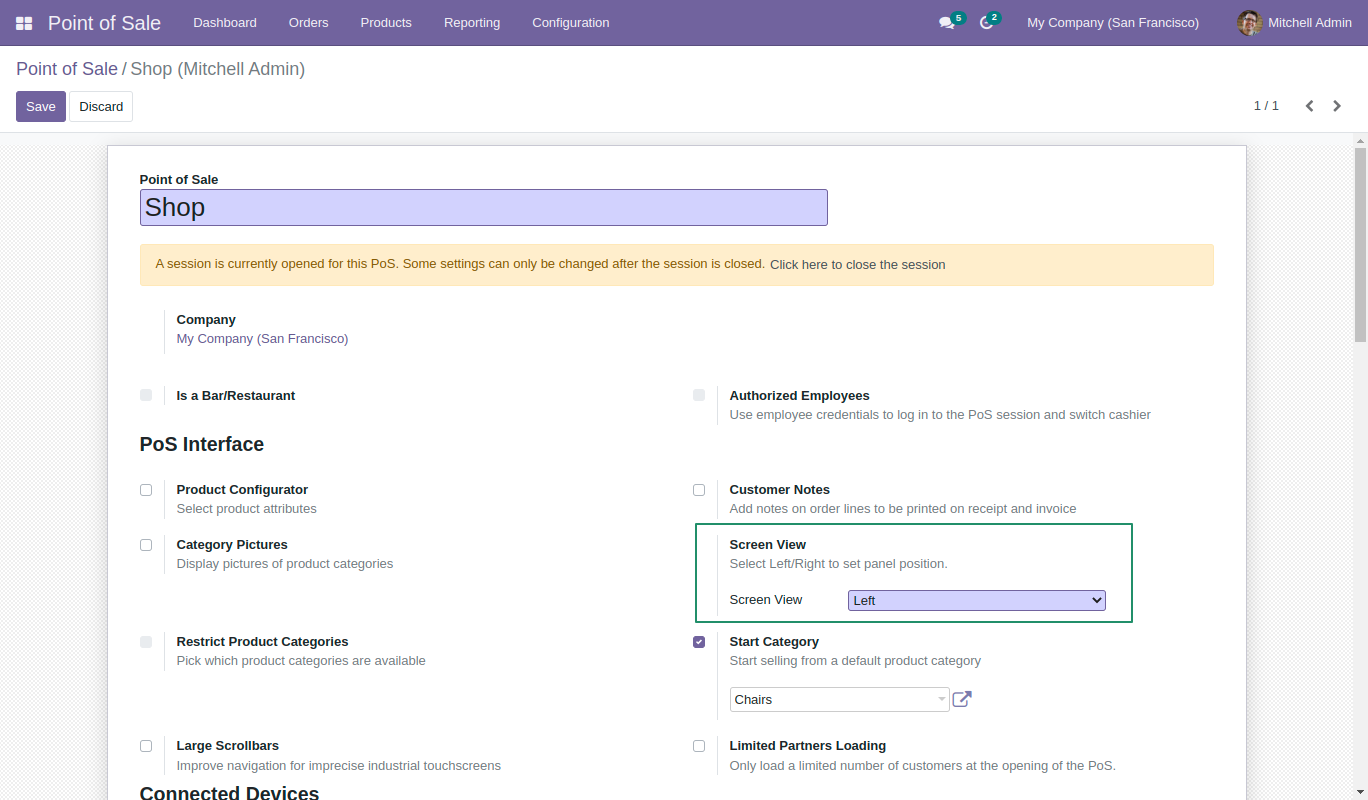 Point of Sale Dashboard Orders Products Reporting Configuration 5 2 My Company (San Francisco) Mitchell Admin
Point of Sale / Shop (Mitchell Admin)
Save Discard 1 / 1
Point of Sale
Shop
A session is currently opened for this PoS. Some settings can only be changed after the session is closed. Click here to close the session
Company
My Company (San Francisco)
Is a Bar/Restaurant
Authorized Employees
Use employee credentials to log in to the PoS session and switch cashier
PoS Interface
Product Configurator
Select product attributes
Customer Notes
Add notes on order lines to be printed on receipt and invoice
Category Pictures
Display pictures of product categories
Screen View
Select Left/Right to set panel position.
Screen View Left
Restrict Product Categories
Pick which product categories are available
Start Category
Start selling from a default product category
Chairs
Large Scrollbars
Improve navigation for imprecise industrial touchscreens
Limited Partners Loading
Only load a limited number of customers at the opening of the PoS.
Connected Devices